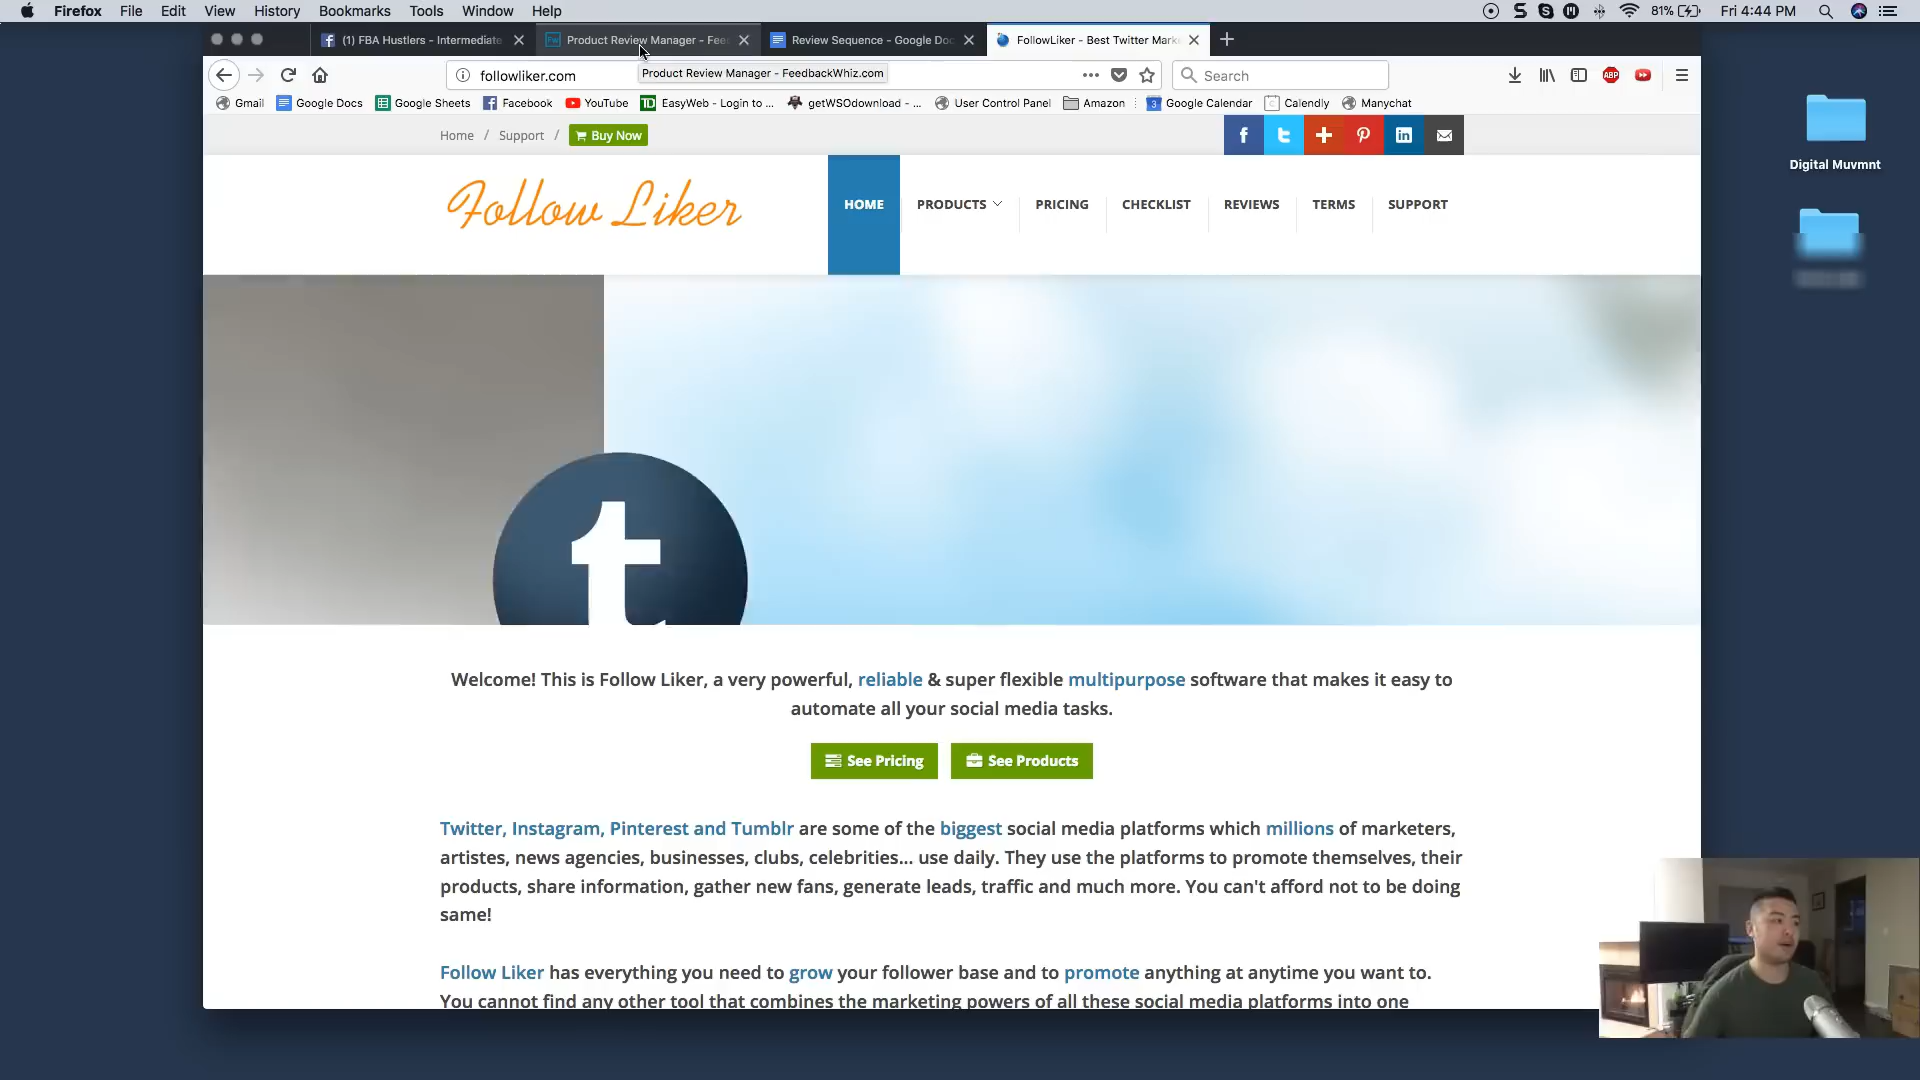 Firefox File Edit View History Bookmarks Tools Window Help 81% Fri 4:44 PM
(1) FBA Hustlers - Intermediate Product Review Manager - Fee Review Sequence - Google Doc FollowLiker - Best Twitter Mark
followliker.com Search
Product Review Manager - FeedbackWhiz.com
Gmail Google Docs Google Sheets Facebook YouTube TD EasyWeb - Login to ... getWSOdownload - ... User Control Panel Amazon 3 Google Calendar Calendly Manychat
ABP
Home / Support / Buy Now
Digital Muvmnt
Follow Liker
HOME PRODUCTS PRICING CHECKLIST REVIEWS TERMS SUPPORT
Welcome! This is Follow Liker, a very powerful, reliable & super flexible multipurpose software that makes it easy to
automate all your social media tasks.
See Pricing See Products
Twitter, Instagram, Pinterest and Tumblr are some of the biggest social media platforms which millions of marketers,
artistes, news agencies, businesses, clubs, celebrities... use daily. They use the platforms to promote themselves, their
products, share information, gather new fans, generate leads, traffic and much more. You can't afford not to be doing
same!
Follow Liker has everything you need to grow your follower base and to promote anything at anytime you want to.
You cannot find any other tool that combines the marketing powers of all these social media platforms into one